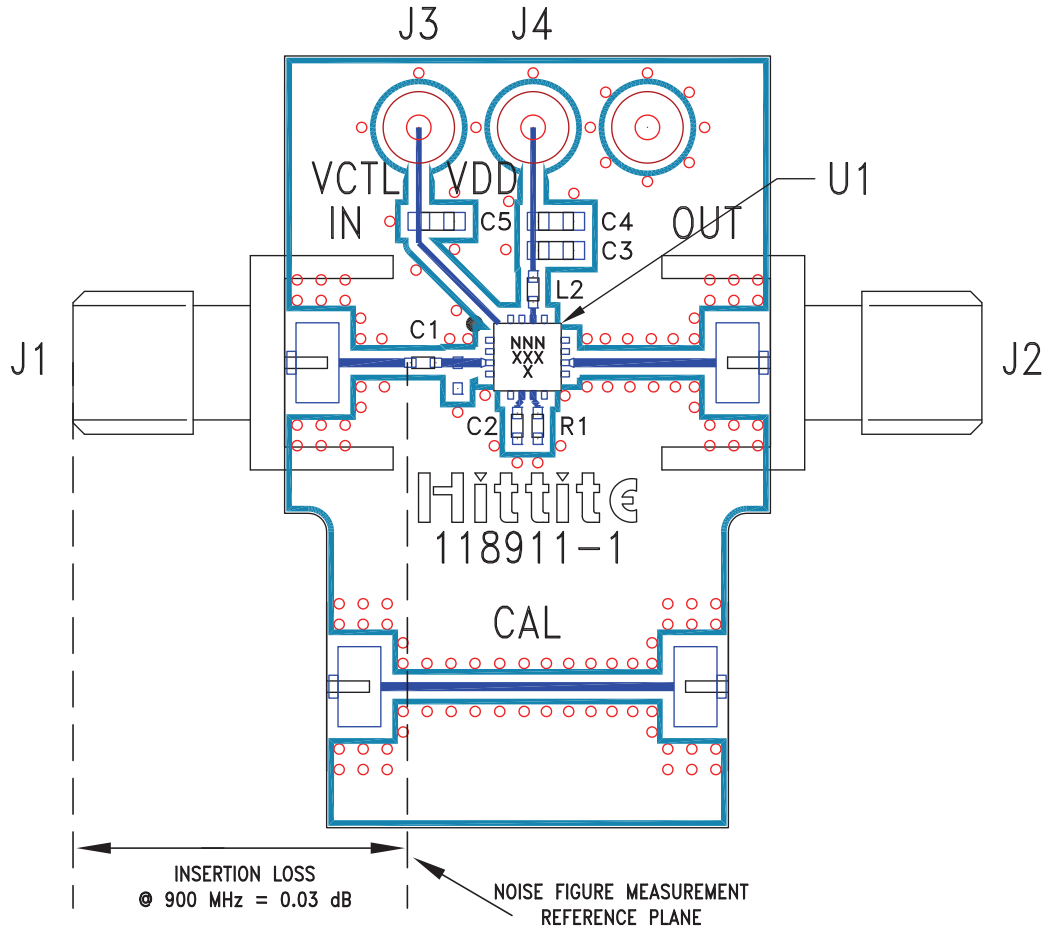 J3
J4
VCTL
VDD
U1
IN
C5
C4
OUT
C3
L2
C1
NNN
XXX
X
J1
J2
C2
R1
Hittite
118911-1
CAL
INSERTION LOSS
@ 900 MHz = 0.03 dB
NOISE FIGURE MEASUREMENT
REFERENCE PLANE